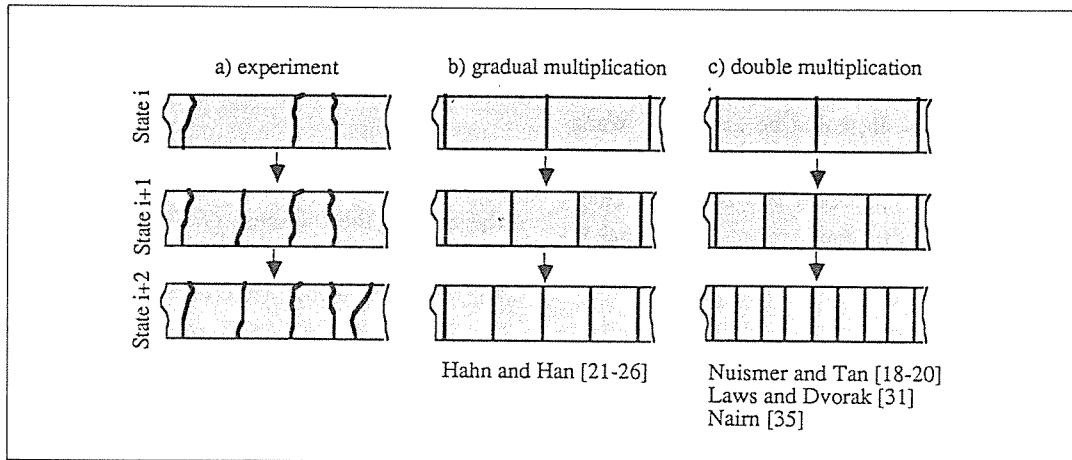 a) experiment
b) gradual multiplication
c) double multiplication
State i
State i+1
State i+2
Hahn and Han [21-26]
Nuismer and Tan [18-20]
Laws and Dvorak [31]
Nairn [35]